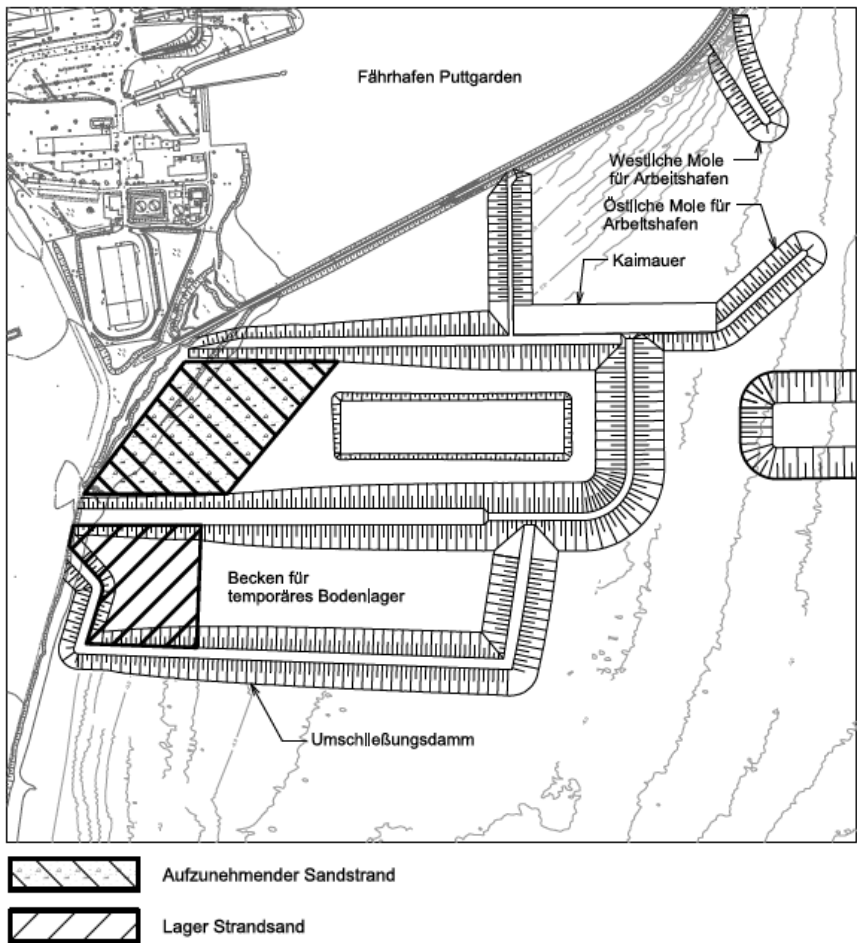 Fährhafen Puttgarden
Westliche Mole
für Arbeitshafen
Östliche Mole für
Arbeitshafen
Kaimauer
Becken für
temporäres Bodenlager
Umschließungsdamm
Aufzunehmender Sandstrand
Lager Strandsand